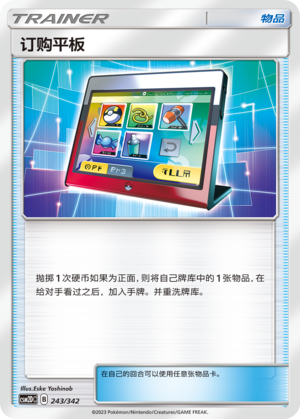 TRAINER
物品
订购平板
抛掷1次硬币如果为正面,则将自己牌库中的1张物品,在
给对手看过之后,加入手牌。并重洗牌库。
在自己的回合可以使用任意张物品卡。
Illus.Eske Yoshinob
CSM2DC B 243/342
©2023 Pokémon/Nintendo/Creatures/GAME FREAK.